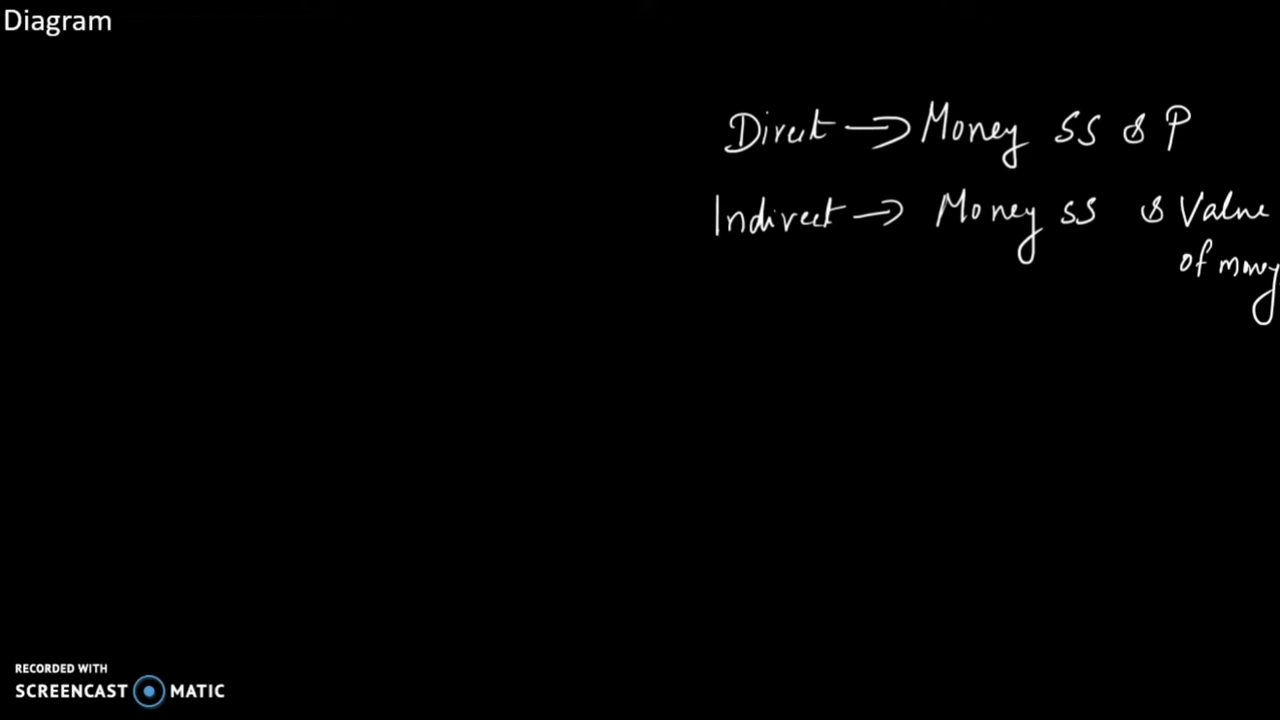 Diagram
Direct → Money SS & P
Indirect → Money SS & Value
of money
RECORDED WITH
SCREENCAST MATIC